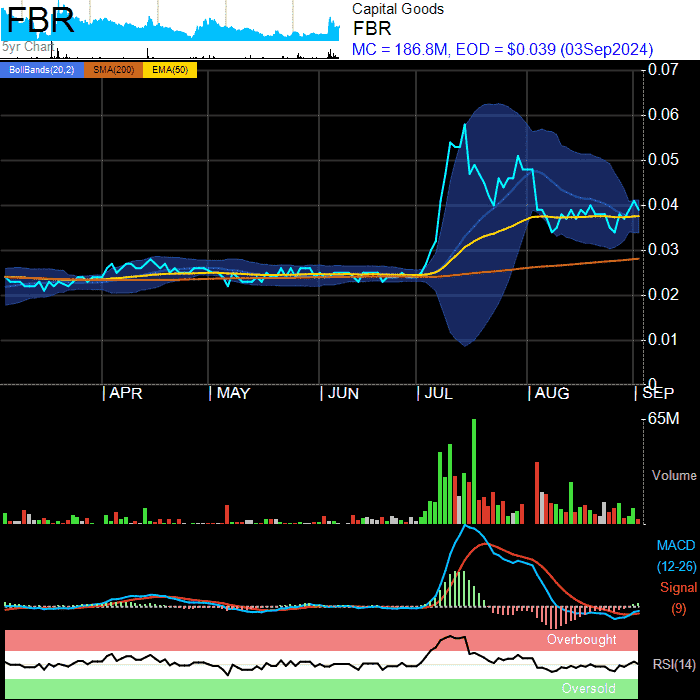 FBR
5yr Chart
Capital Goods
FBR
MC = 186.8M, EOD = $0.039 (03Sep2024)
BollBands(20,2) SMA(200) EMA(50)
0.07
0.06
0.05
0.04
0.03
0.02
0.01
0
APR MAY JUN JUL AUG SEP
65M
Volume
MACD
(12-26)
Signal
(9)
Overbought
RSI(14)
Oversold